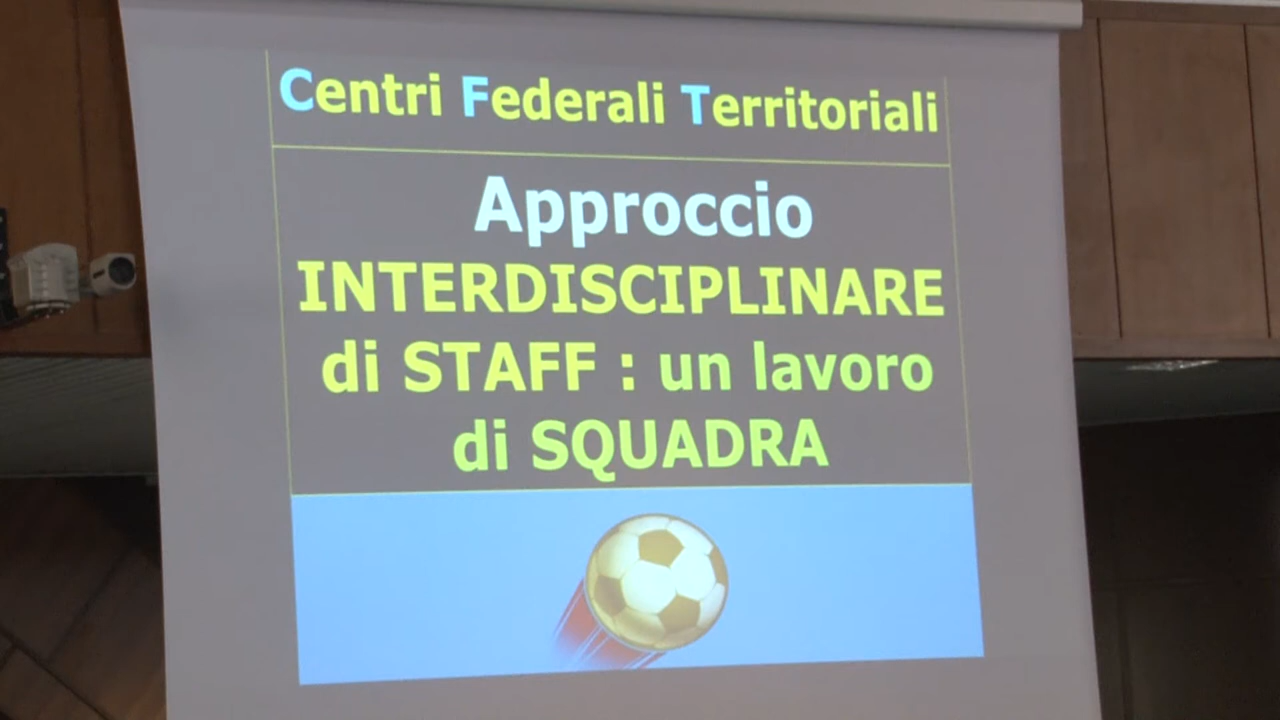 Centri Federali Territoriali
Approccio
INTERDISCIPLINARE
di STAFF : un lavoro
di SQUADRA